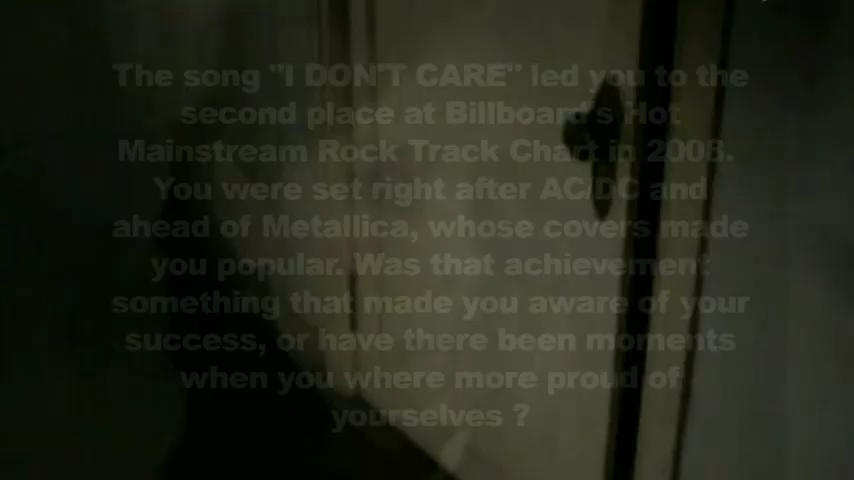 The song "I DON'T CARE" led you to the
second place at Billboard's Hot
Mainstream Rock Track Chart in 2008.
You were set right after AC/DC and
ahead of Metallica, whose covers made
you popular. Was that achievement
something that made you aware of your
success, or have there been moments
when you where more proud of
yourselves ?